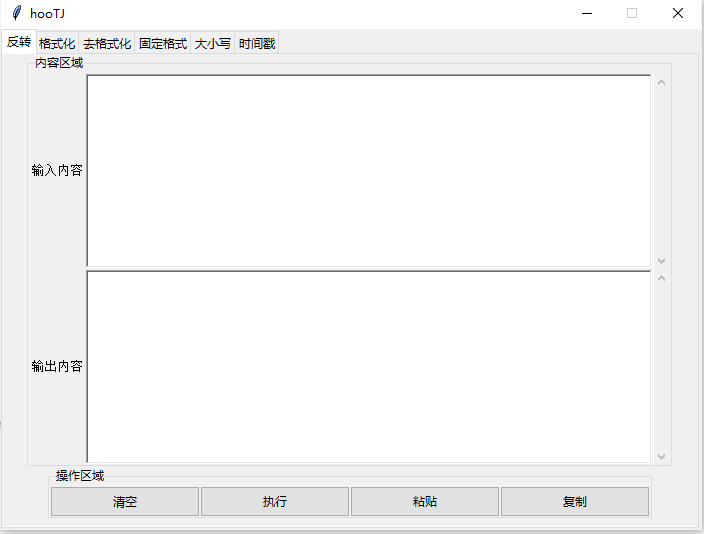 hooTJ
反转 格式化 去格式化 固定格式 大小写 时间戳
内容区域
输入内容
输出内容
操作区域
清空 执行 粘贴 复制